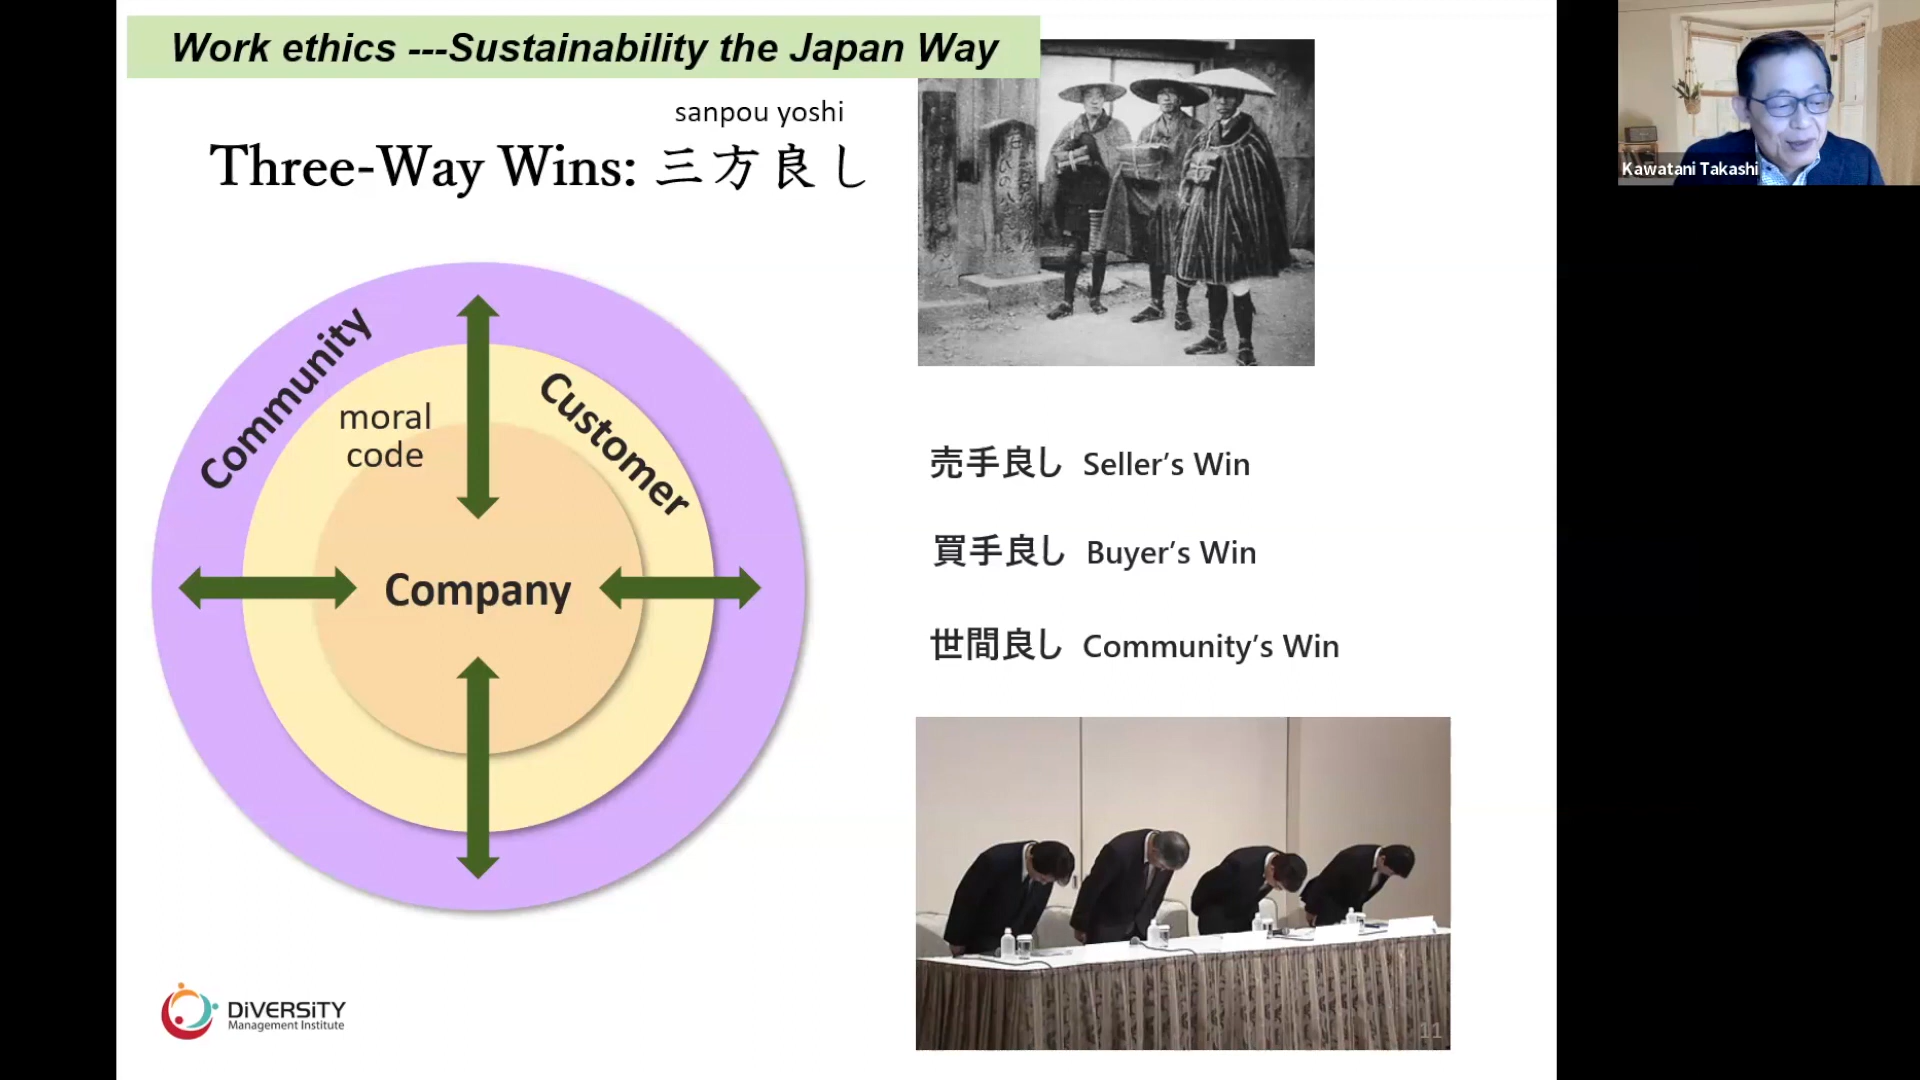 Work ethics ---Sustainability the Japan Way
sanpou yoshi
Three-Way Wins: 三方良し
Community
moral
code
Customer
Company
売手良し Seller's Win
買手良し Buyer's Win
世間良し Community's Win
DiVERSiTY
Management Institute
11
Kawatani Takashi